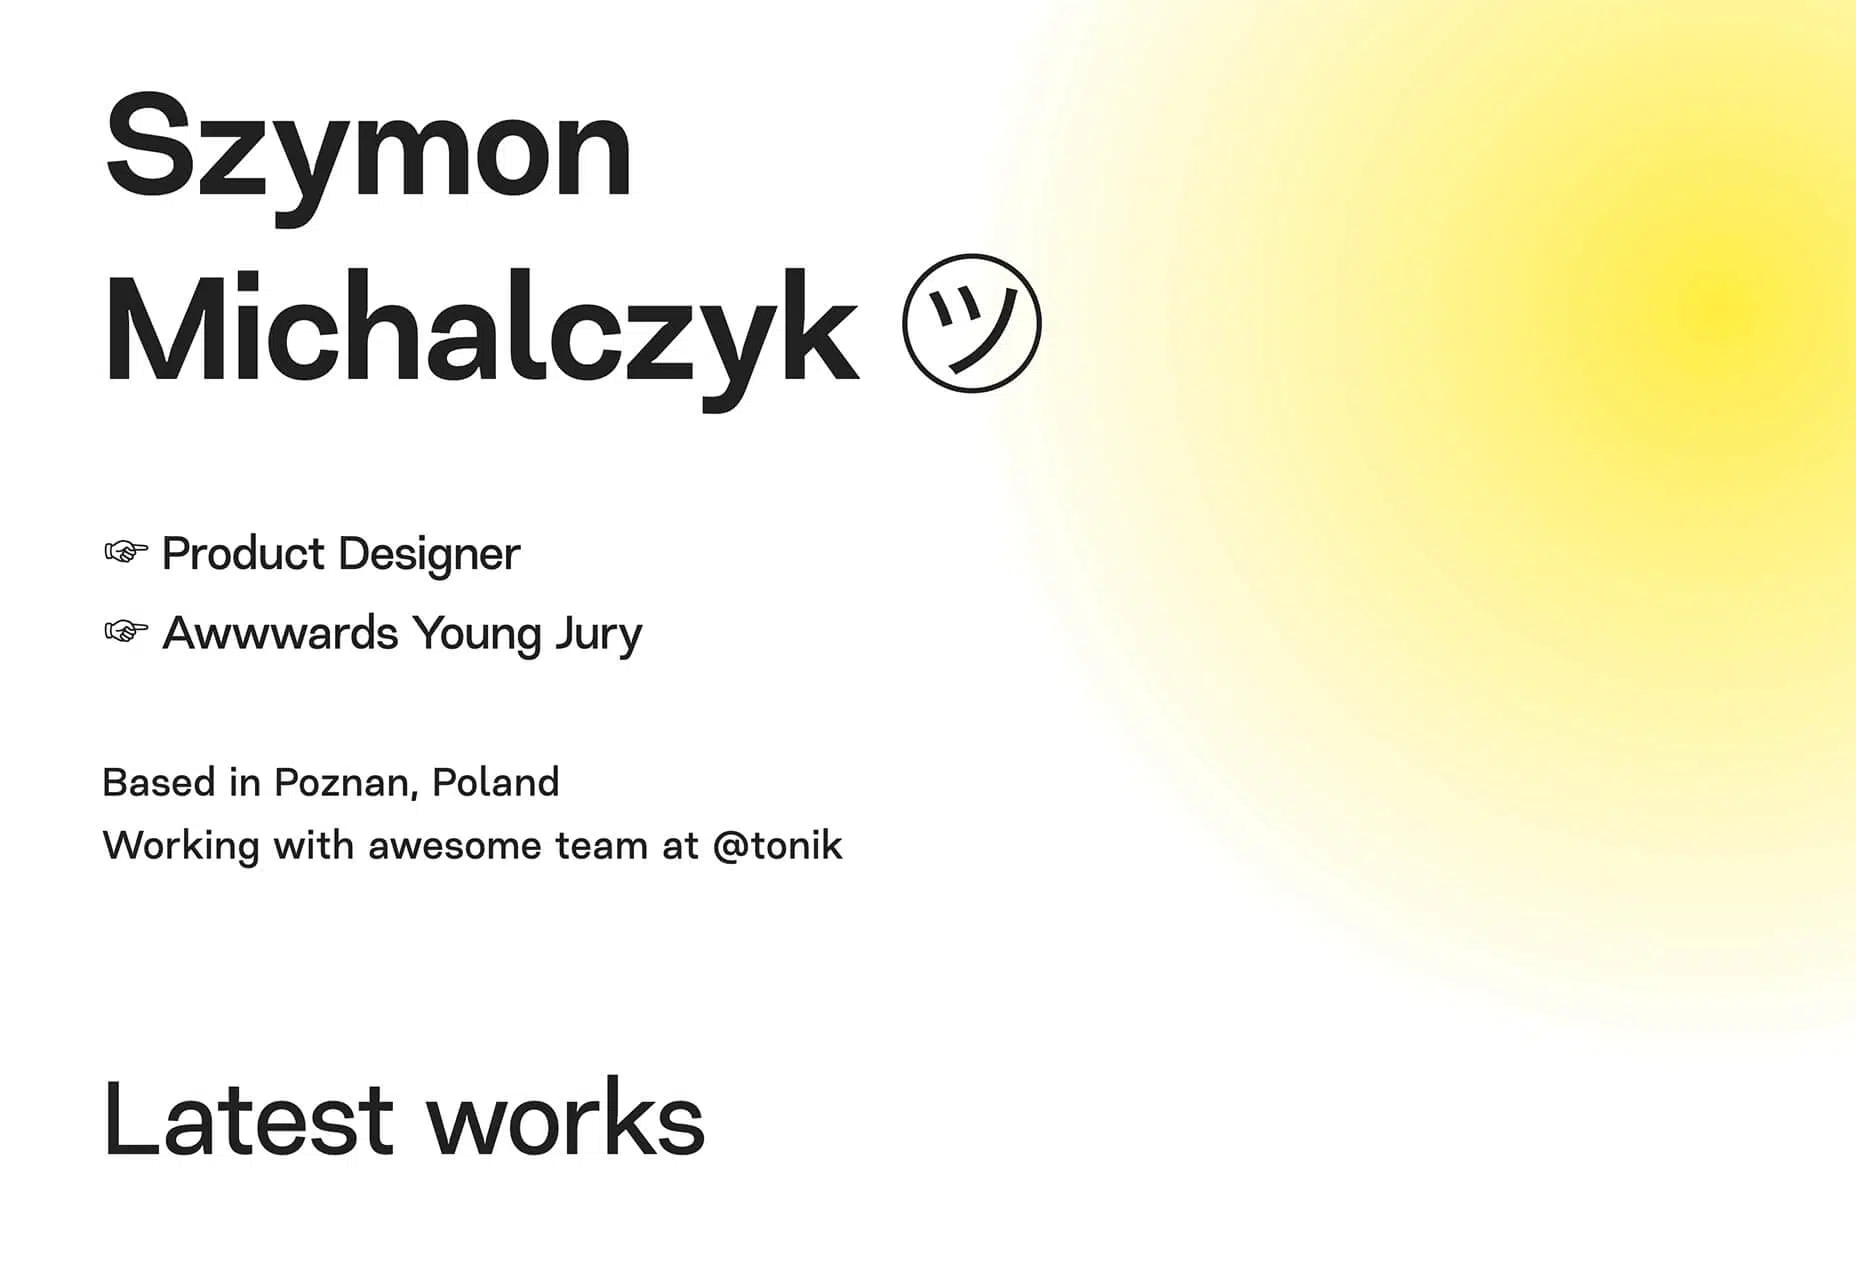 Szymon
Michalczyk ㋡
☞ Product Designer
☞ Awwwards Young Jury
Based in Poznan, Poland
Working with awesome team at @tonik
Latest works